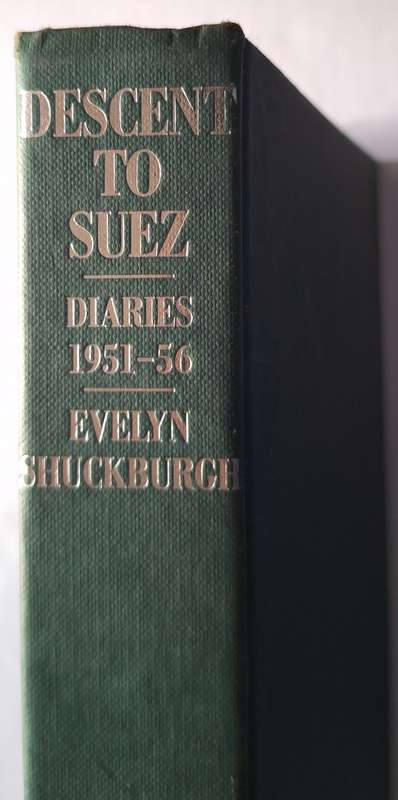 DESCENT
TO
SUEZ
DIARIES
1951–56
EVELYN
SHUCKBURGH